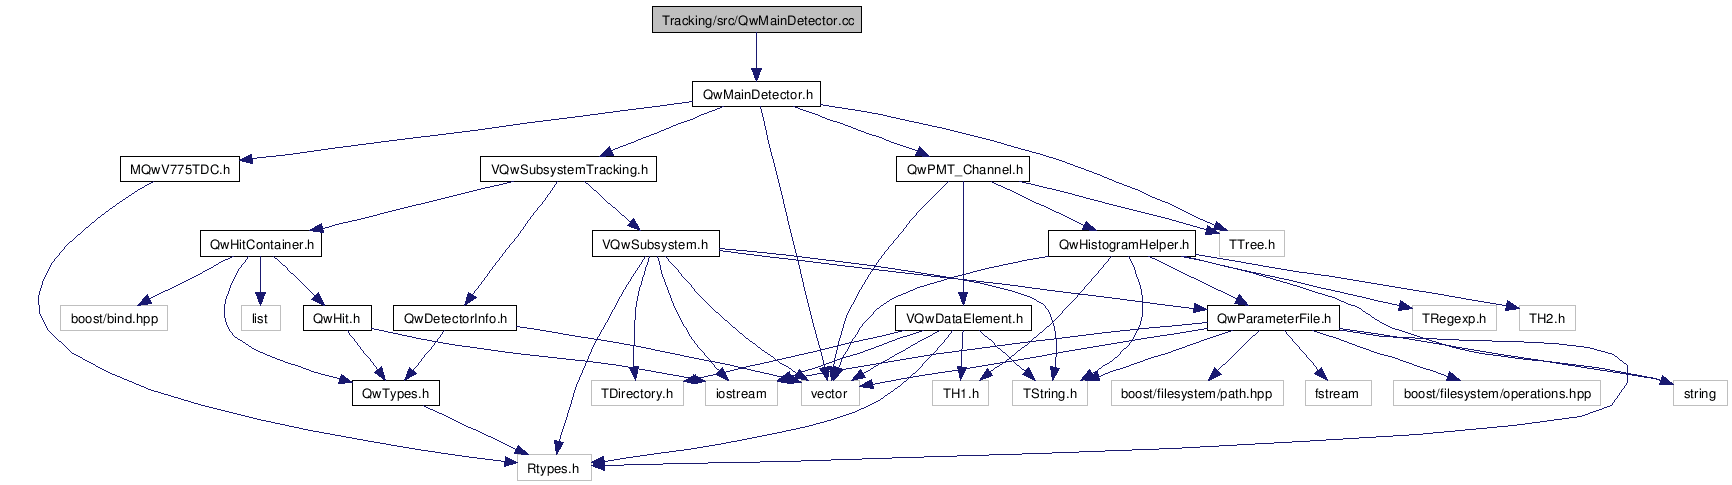 Tracking/src/QwMainDetector.cc
QwMainDetector.h
MQwV775TDC.h
VQwSubsystemTracking.h
QwPMT_Channel.h
QwHitContainer.h
VQwSubsystem.h
QwHistogramHelper.h
TTree.h
boost/bind.hpp
list
QwHit.h
QwDetectorInfo.h
VQwDataElement.h
QwParameterFile.h
TRegexp.h
TH2.h
QwTypes.h
TDirectory.h
iostream
vector
TH1.h
TString.h
boost/filesystem/path.hpp
fstream
boost/filesystem/operations.hpp
string
Rtypes.h